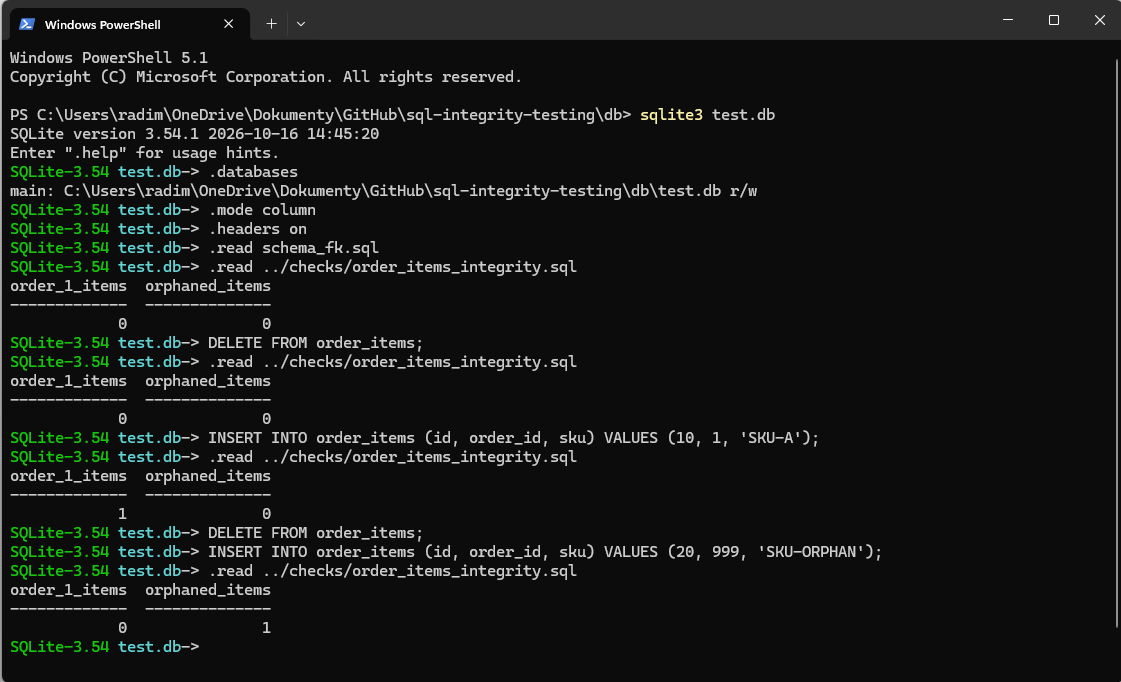 Windows PowerShell
Windows PowerShell 5.1
Copyright (C) Microsoft Corporation. All rights reserved.
PS C:\Users\radim\OneDrive\Dokumenty\GitHub\sql-integrity-testing\db> sqlite3 test.db
SQLite version 3.54.1 2026-10-16 14:45:20
Enter ".help" for usage hints.
SQLite-3.54 test.db-> .databases
main: C:\Users\radim\OneDrive\Dokumenty\GitHub\sql-integrity-testing\db\test.db r/w
SQLite-3.54 test.db-> .mode column
SQLite-3.54 test.db-> .headers on
SQLite-3.54 test.db-> .read schema_fk.sql
SQLite-3.54 test.db-> .read ../checks/order_items_integrity.sql
order_1_items  orphaned_items
-------------  --------------
            0               0
SQLite-3.54 test.db-> DELETE FROM order_items;
SQLite-3.54 test.db-> .read ../checks/order_items_integrity.sql
order_1_items  orphaned_items
-------------  --------------
            0               0
SQLite-3.54 test.db-> INSERT INTO order_items (id, order_id, sku) VALUES (10, 1, 'SKU-A');
SQLite-3.54 test.db-> .read ../checks/order_items_integrity.sql
order_1_items  orphaned_items
-------------  --------------
            1               0
SQLite-3.54 test.db-> DELETE FROM order_items;
SQLite-3.54 test.db-> INSERT INTO order_items (id, order_id, sku) VALUES (20, 999, 'SKU-ORPHAN');
SQLite-3.54 test.db-> .read ../checks/order_items_integrity.sql
order_1_items  orphaned_items
-------------  --------------
            0               1
SQLite-3.54 test.db->